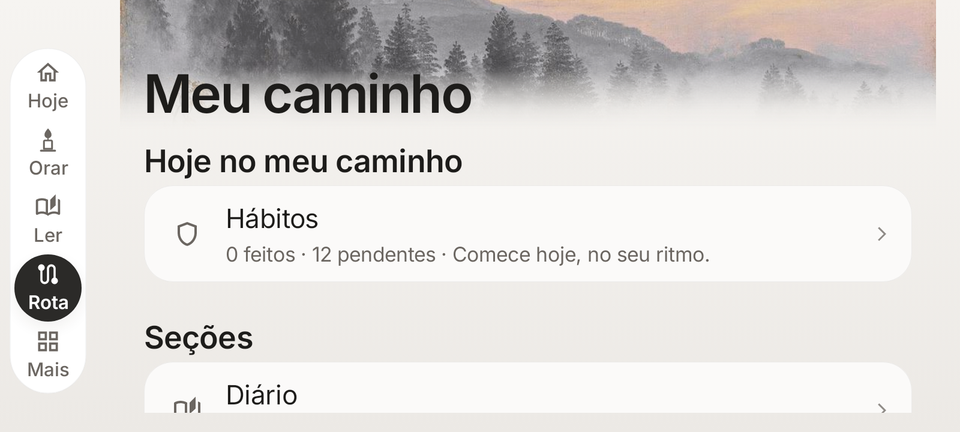 Meu caminho
Hoje
Orar
Ler
Rota
Mais
Hoje no meu caminho
Hábitos
0 feitos · 12 pendentes · Comece hoje, no seu ritmo.
Seções
Diário